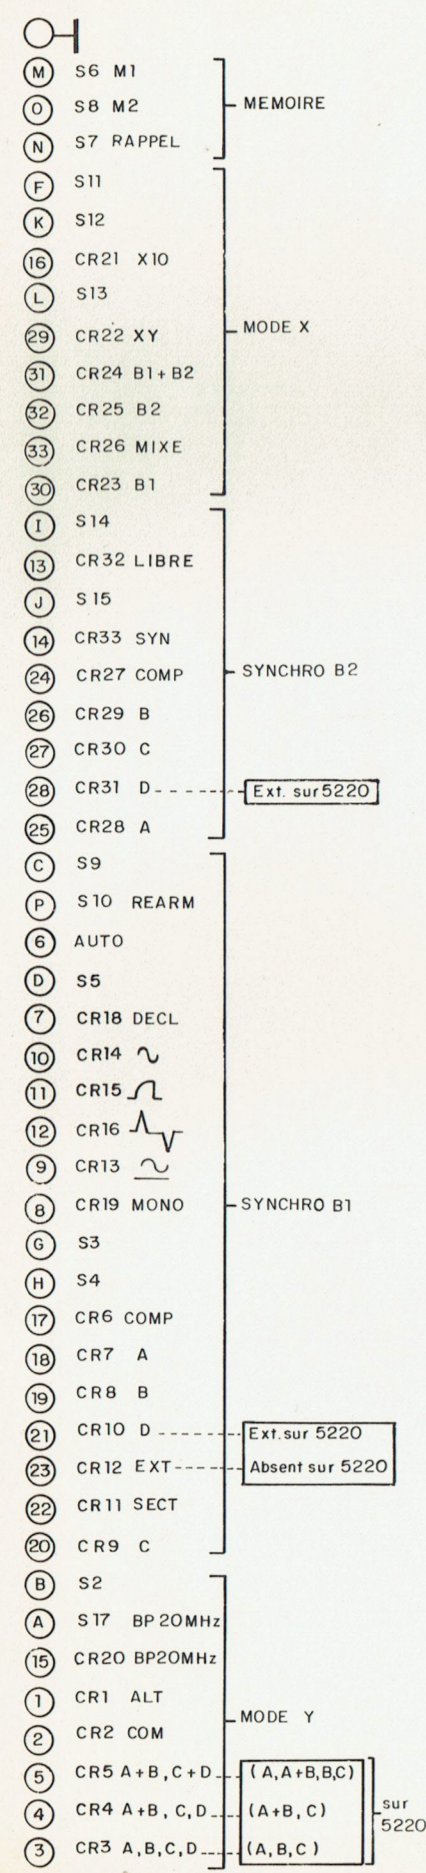 M S6 M1
O S8 M2 MEMOIRE
N S7 RAPPEL
F S11
K S12
16 CR21 X10
L S13
29 CR22 XY MODE X
31 CR24 B1+B2
32 CR25 B2
33 CR26 MIXE
30 CR23 B1
I S14
13 CR32 LIBRE
J S15
14 CR33 SYN
24 CR27 COMP SYNCHRO B2
26 CR29 B
27 CR30 C
28 CR31 D Ext. sur 5220
25 CR28 A
C S9
P S10 REARM
6 AUTO
D S5
7 CR18 DECL
10 CR14
11 CR15
12 CR16
9 CR13
8 CR19 MONO SYNCHRO B1
G S3
H S4
17 CR6 COMP
18 CR7 A
19 CR8 B
21 CR10 D Ext. sur 5220
23 CR12 EXT Absent sur 5220
22 CR11 SECT
20 CR9 C
B S2
A S17 BP 20MHz
15 CR20 BP20MHz
1 CR1 ALT MODE Y
2 CR2 COM
5 CR5 A+B, C+D (A,A+B,B,C)
4 CR4 A+B, C,D (A+B, C) sur 5220
3 CR3 A,B,C,D (A,B,C)